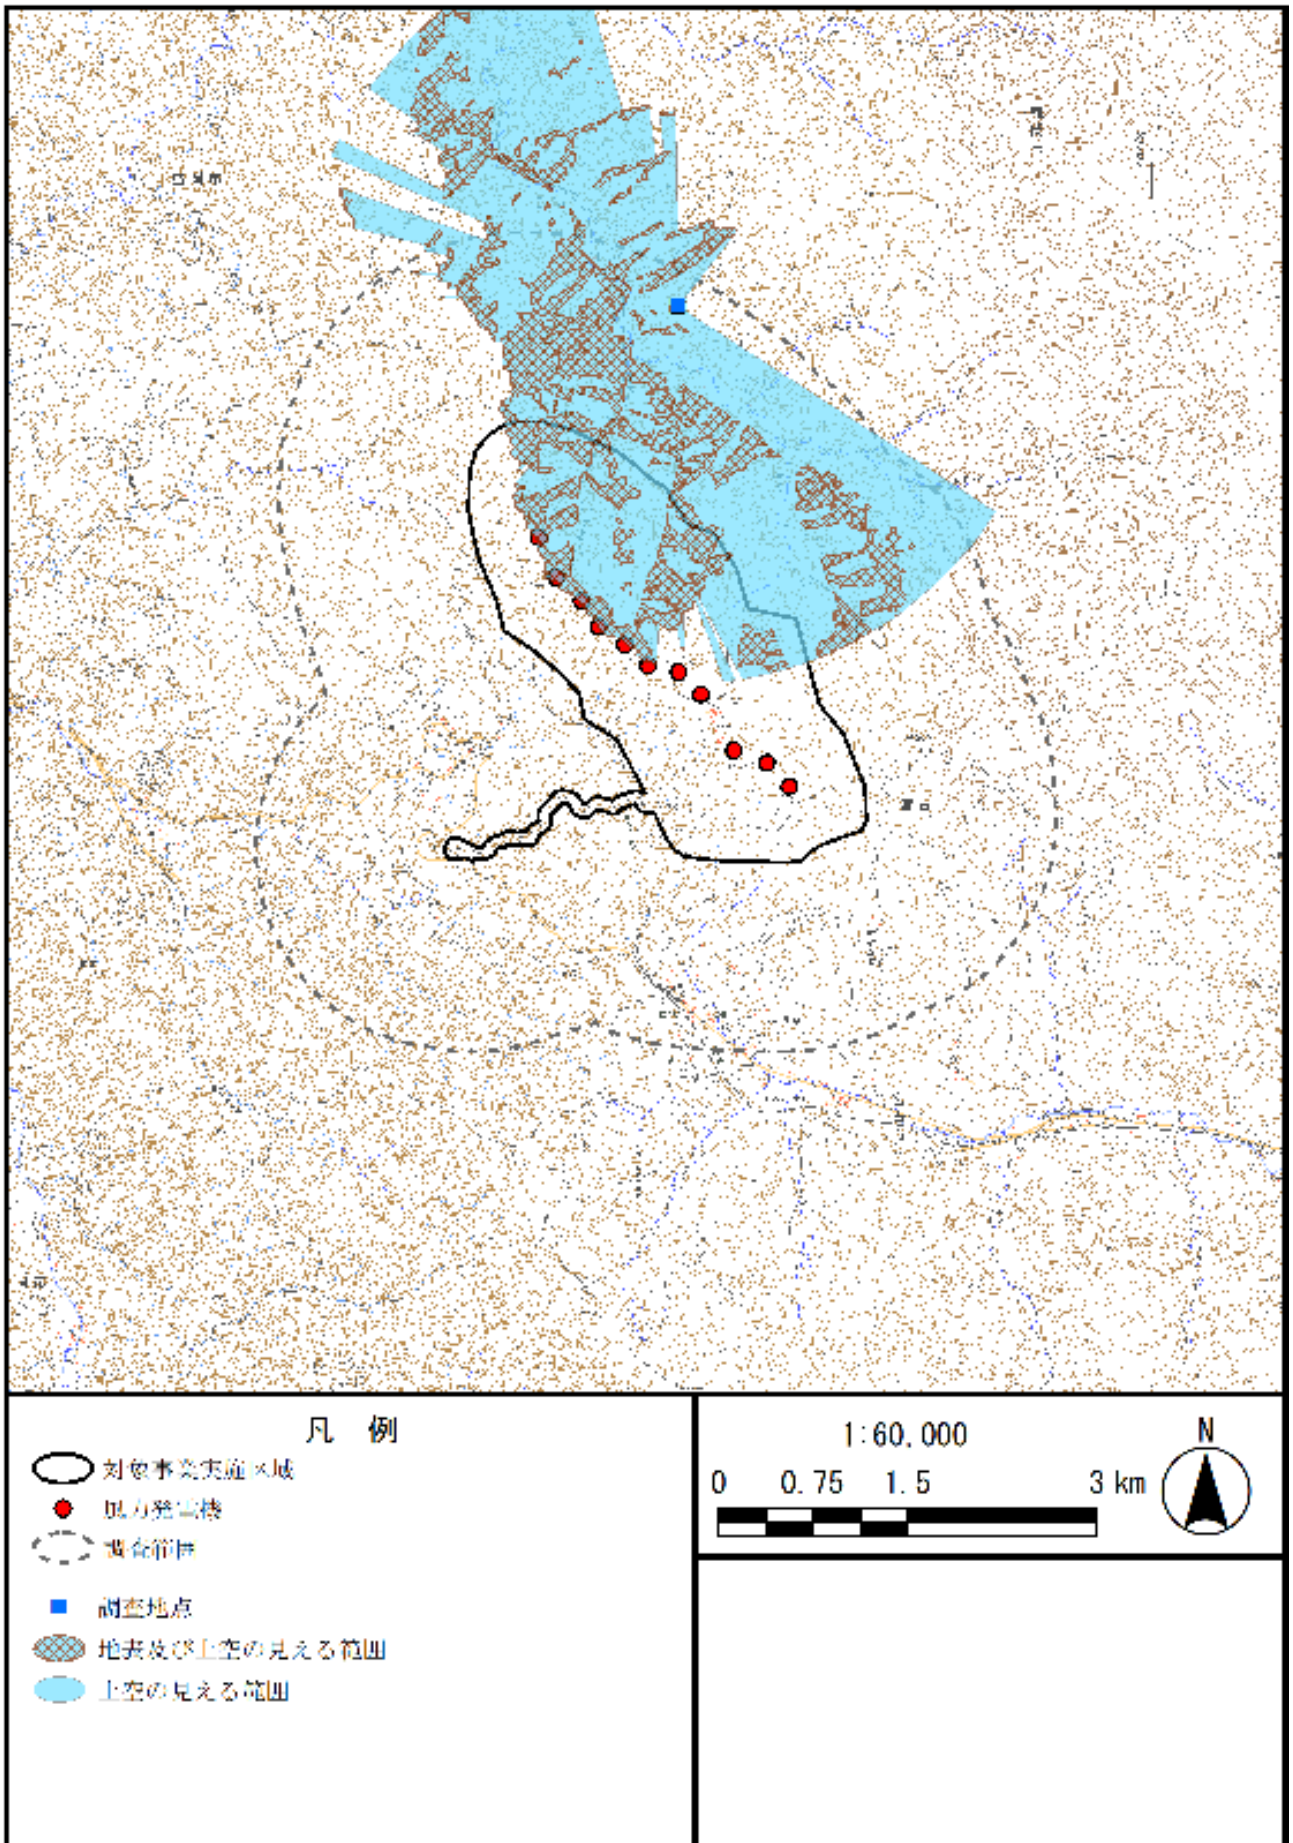 凡 例
対象事業実施区域
風力発電機
調査範囲
調査地点
地表及び上空の見える範囲
上空の見える範囲
1:60,000
0 0.75 1.5 3 km
N